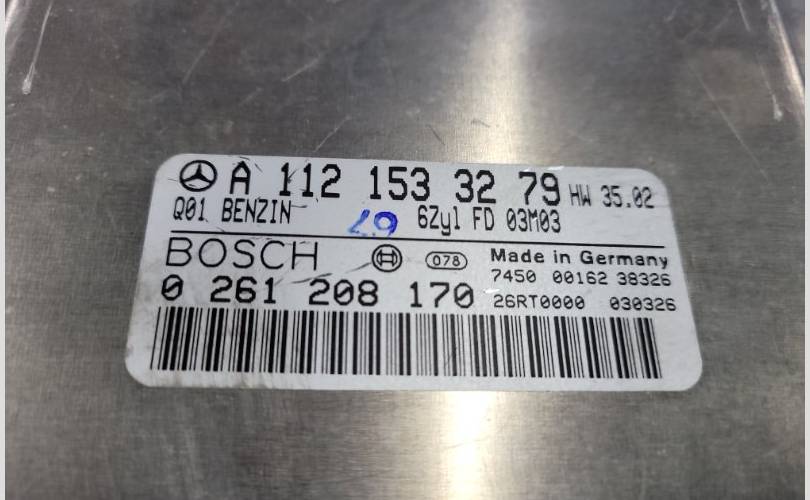 A 112 153 32 79 HW 35.02
Q01 BENZIN 6Zyl FD 03M03
BOSCH 078 Made in Germany
7450 00162 38326
0 261 208 170 26RT0000 030326